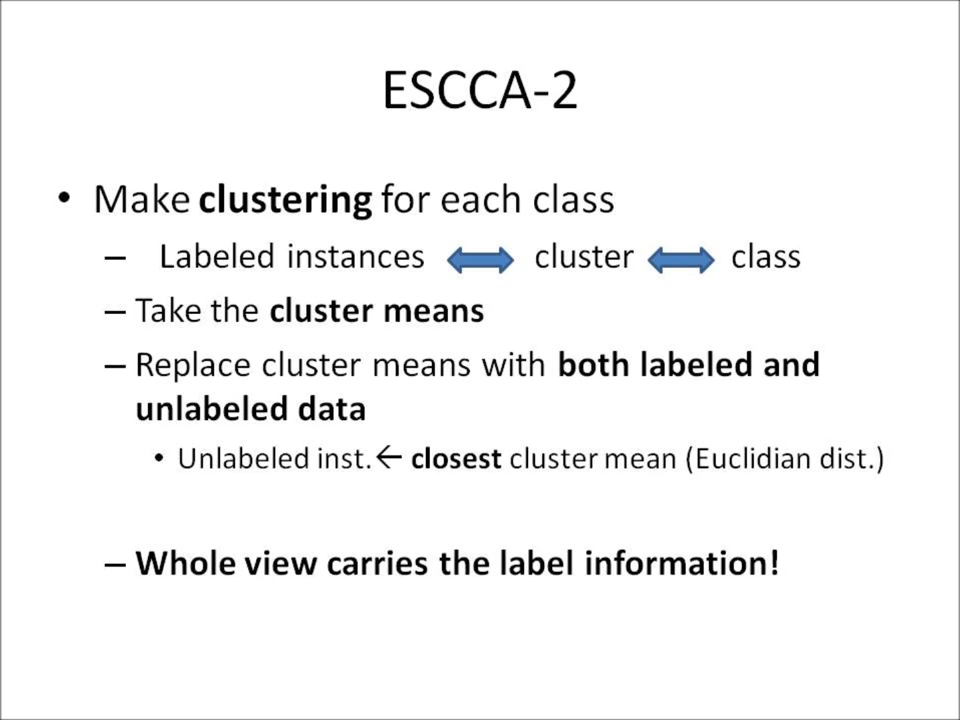 ESCCA-2
• Make clustering for each class
– Labeled instances ⇔ cluster ⇔ class
– Take the cluster means
– Replace cluster means with both labeled and
unlabeled data
• Unlabeled inst.← closest cluster mean (Euclidian dist.)
– Whole view carries the label information!